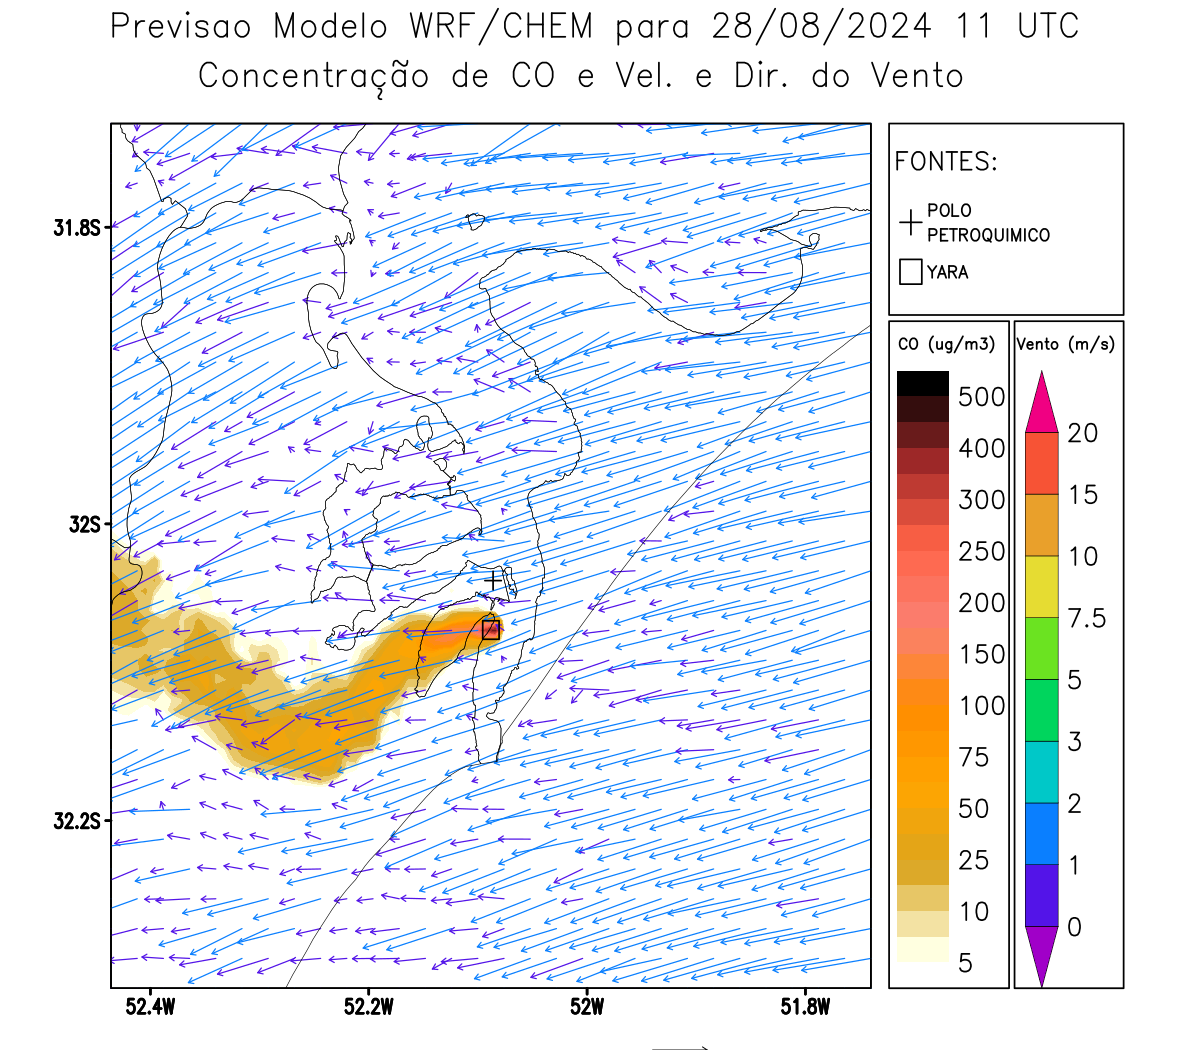 Previsao Modelo WRF/CHEM para 28/08/2024 11 UTC
Concentração de CO e Vel. e Dir. do Vento
FONTES:
POLO
PETROQUIMICO
YARA
CO (ug/m3)
500
400
300
250
200
150
100
75
50
25
10
5
Vento (m/s)
20
15
10
7.5
5
3
2
1
0
31.8S
32S
32.2S
52.4W
52.2W
52W
51.8W